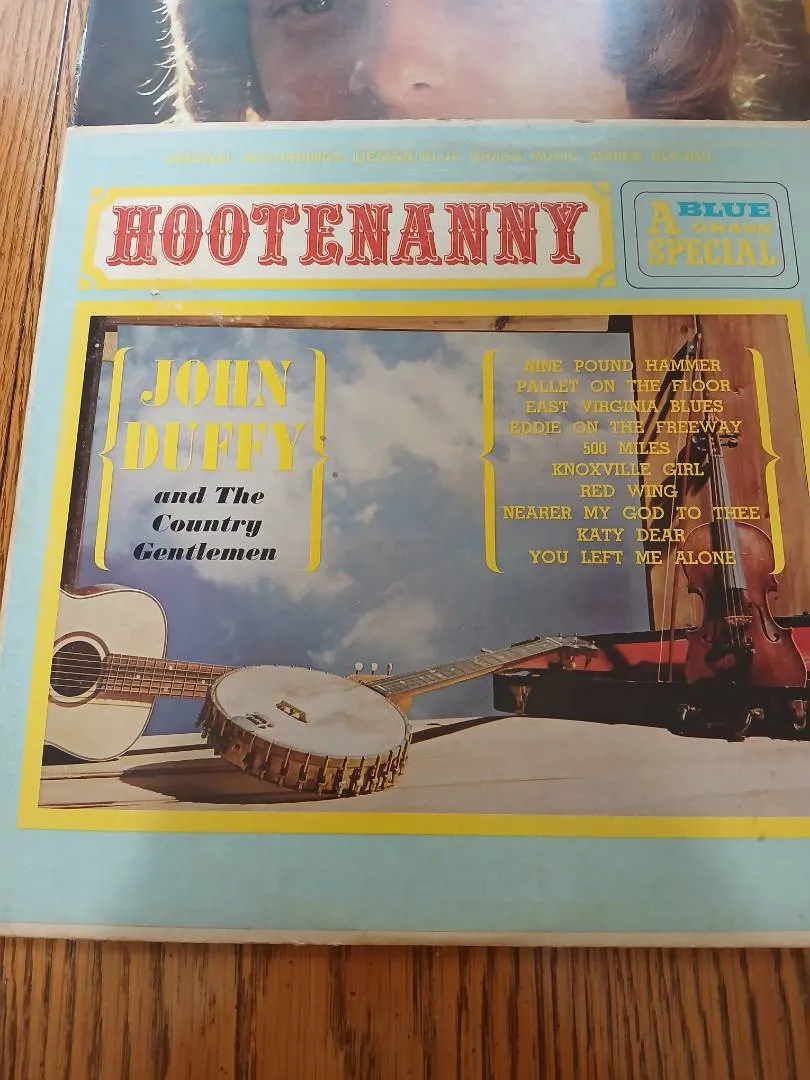 ORIGINAL RECORDINGS, DESIGN BLUE GRASS MUSIC SERIES
HOOTENANNY
A BLUE
GRASS
SPECIAL
JOHN
DUFFY
and The
Country
Gentlemen
NINE POUND HAMMER
PALLET ON THE FLOOR
EAST VIRGINIA BLUES
EDDIE ON THE FREEWAY
500 MILES
KNOXVILLE GIRL
RED WING
NEARER MY GOD TO THEE
KATY DEAR
YOU LEFT ME ALONE